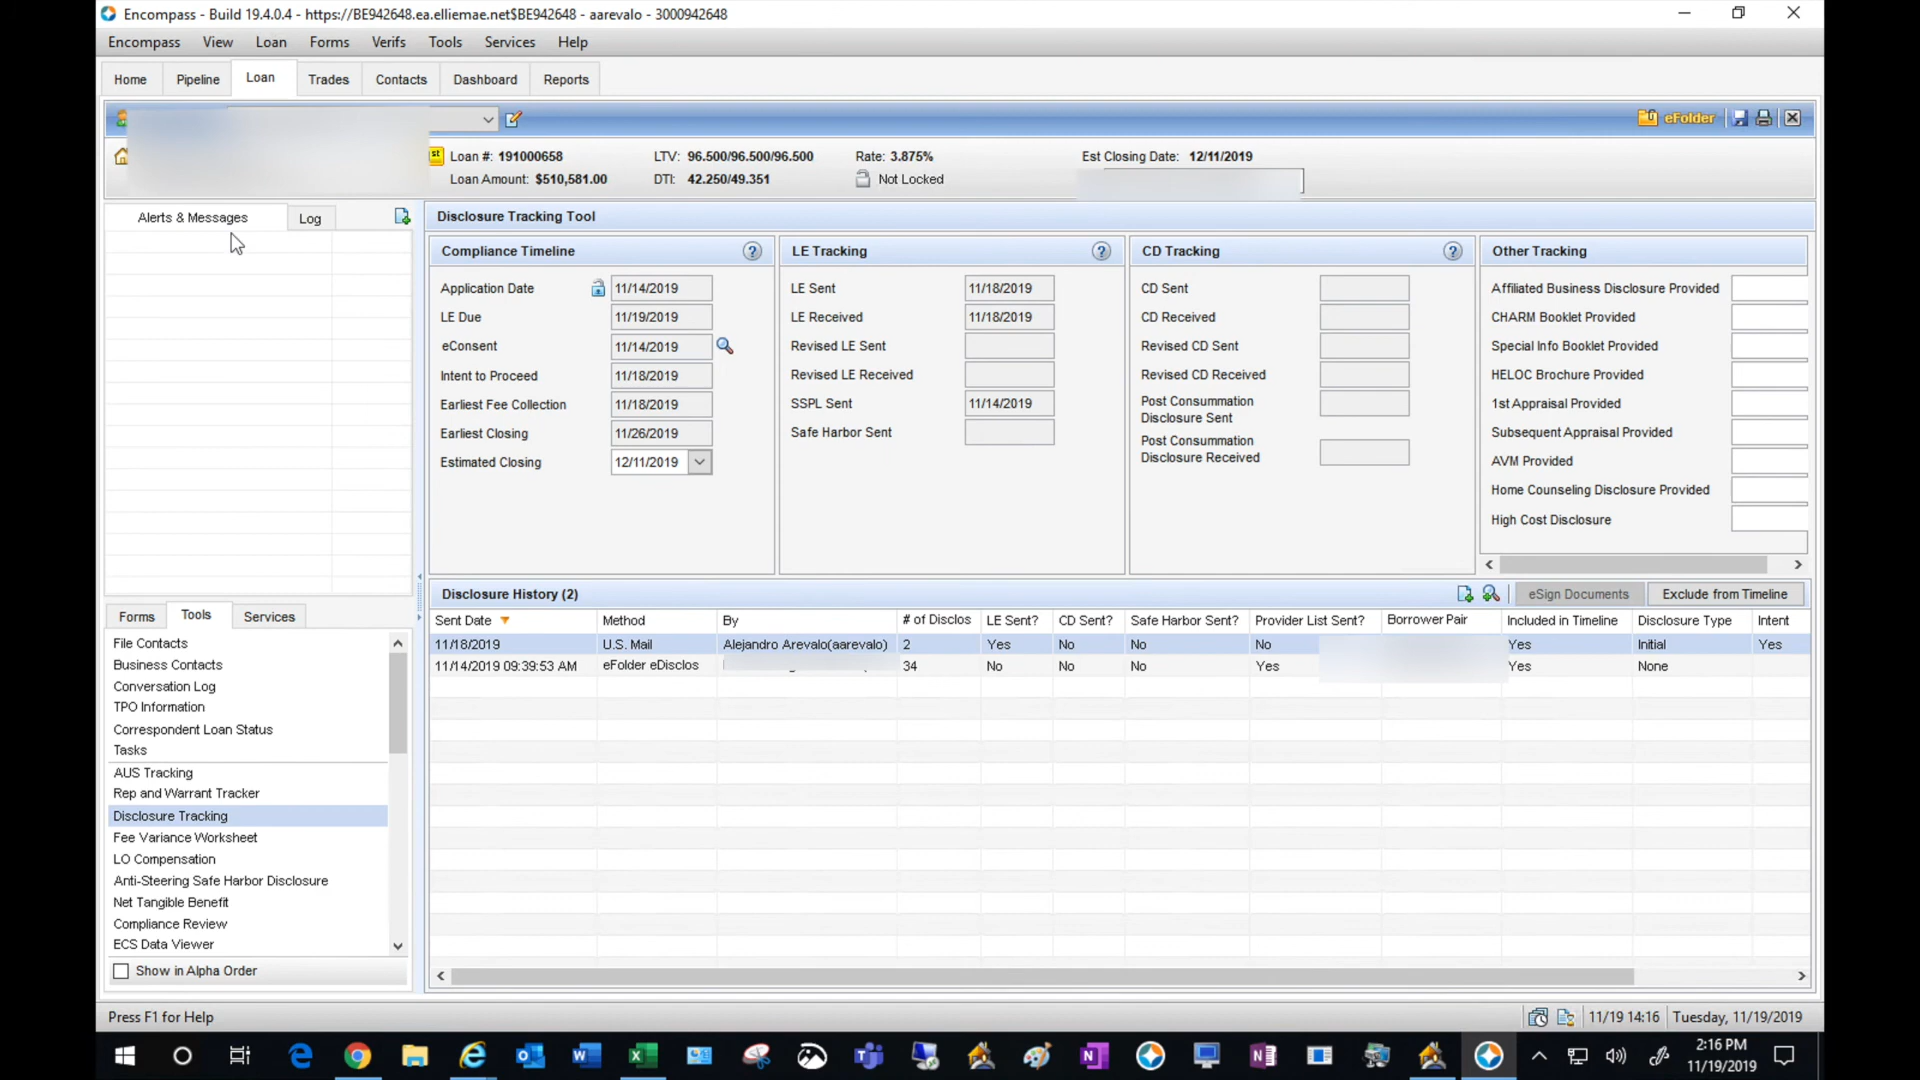 Encompass - Build 19.4.0.4 - https://BE942648.ea.elliemae.net$BE942648 - aarevalo - 3000942648
Encompass View Loan Forms Verifs Tools Services Help
Home Pipeline Loan Trades Contacts Dashboard Reports
eFolder
Loan #: 191000658 LTV: 96.500/96.500/96.500 Rate: 3.875% Est Closing Date: 12/11/2019
Loan Amount: $510,581.00 DTI: 42.250/49.351 Not Locked
Alerts & Messages Log
Disclosure Tracking Tool
Compliance Timeline
Application Date 11/14/2019
LE Due 11/19/2019
eConsent 11/14/2019
Intent to Proceed 11/18/2019
Earliest Fee Collection 11/18/2019
Earliest Closing 11/26/2019
Estimated Closing 12/11/2019
LE Tracking
LE Sent 11/18/2019
LE Received 11/18/2019
Revised LE Sent
Revised LE Received
SSPL Sent 11/14/2019
Safe Harbor Sent
CD Tracking
CD Sent
CD Received
Revised CD Sent
Revised CD Received
Post Consummation
Disclosure Sent
Post Consummation
Disclosure Received
Other Tracking
Affiliated Business Disclosure Provided
CHARM Booklet Provided
Special Info Booklet Provided
HELOC Brochure Provided
1st Appraisal Provided
Subsequent Appraisal Provided
AVM Provided
Home Counseling Disclosure Provided
High Cost Disclosure
Disclosure History (2) eSign Documents Exclude from Timeline
Sent Date Method By # of Disclos LE Sent? CD Sent? Safe Harbor Sent? Provider List Sent? Borrower Pair Included in Timeline Disclosure Type Intent
11/18/2019 U.S. Mail Alejandro Arevalo(aarevalo) 2 Yes No No No Yes Initial Yes
11/14/2019 09:39:53 AM eFolder eDisclos 34 No No No Yes Yes None
Forms Tools Services
File Contacts
Business Contacts
Conversation Log
TPO Information
Correspondent Loan Status
Tasks
AUS Tracking
Rep and Warrant Tracker
Disclosure Tracking
Fee Variance Worksheet
LO Compensation
Anti-Steering Safe Harbor Disclosure
Net Tangible Benefit
Compliance Review
ECS Data Viewer
Show in Alpha Order
Press F1 for Help 11/19 14:16 Tuesday, 11/19/2019
2:16 PM
11/19/2019